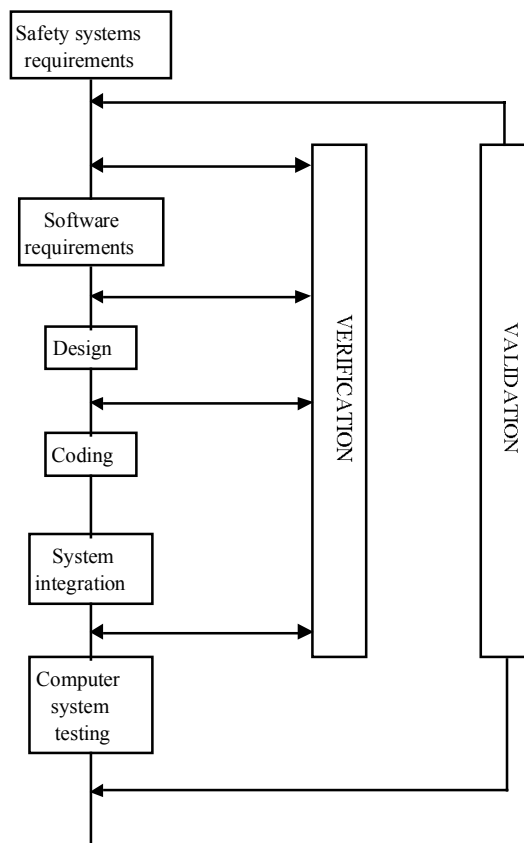 Safety systems
requirements
Software
requirements
Design
Coding
System
integration
Computer
system
testing
VERIFICATION
VALIDATION